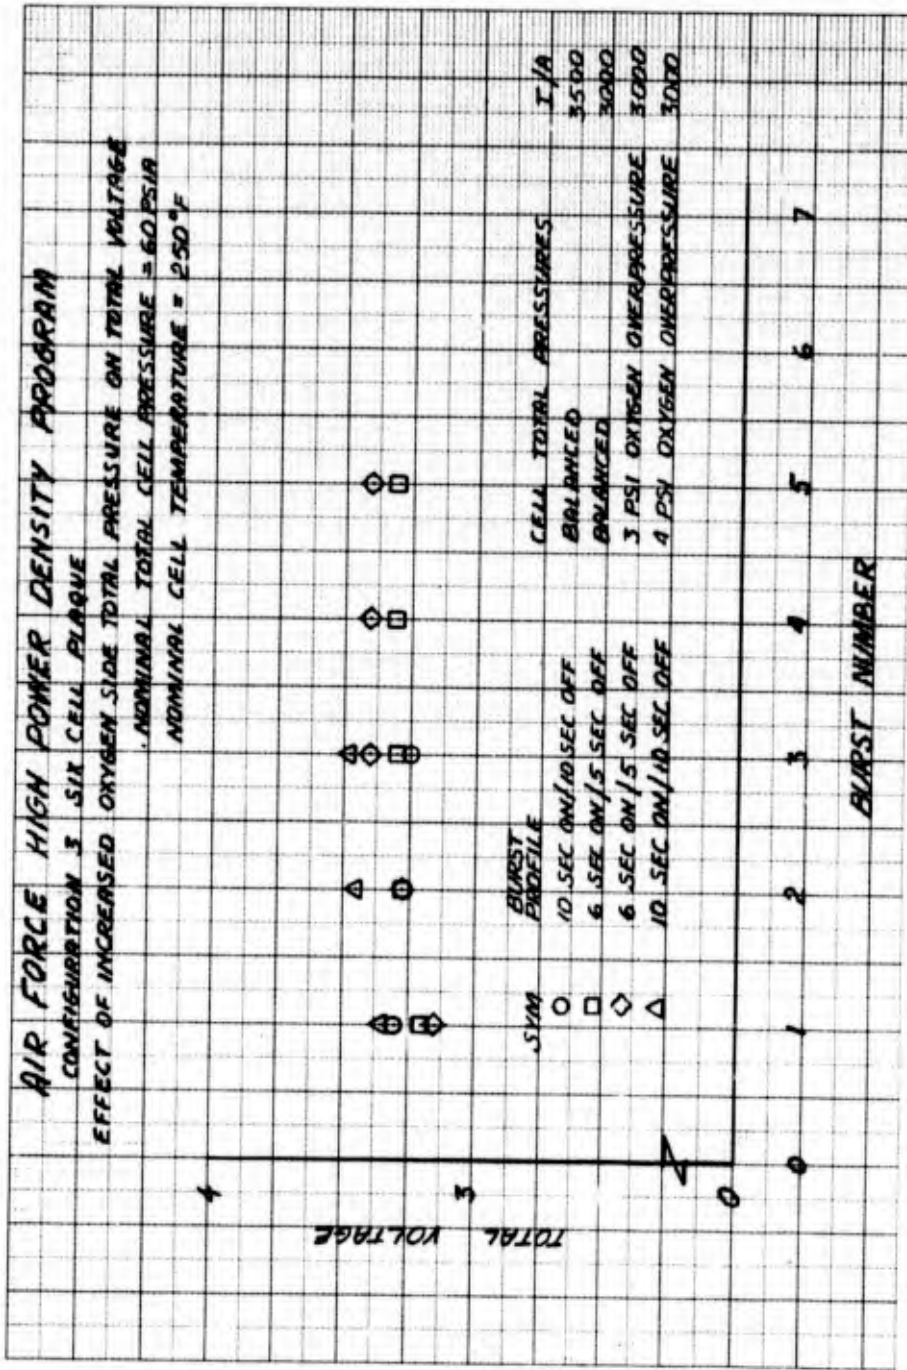 AIR FORCE HIGH POWER DENSITY PROGRAM
CONFIGURATION 3 SIX CELL PLAQUE
EFFECT OF INCREASED OXYGEN SIDE TOTAL PRESSURE ON TOTAL VOLTAGE
NOMINAL TOTAL CELL PRESSURE = 60 PSIA
NOMINAL CELL TEMPERATURE = 250°F
TOTAL VOLTAGE
4
3
0
SYM BURST PROFILE CELL TOTAL PRESSURES I/A
10 SEC ON/10 SEC OFF BALANCED 3500
6 SEC ON/5 SEC OFF BALANCED 3000
6 SEC ON/5 SEC OFF 3 PSI OXYGEN OVERPRESSURE 3000
10 SEC ON/10 SEC OFF 4 PSI OXYGEN OVERPRESSURE 3000
0 1 2 3 4 5 6 7
BURST NUMBER